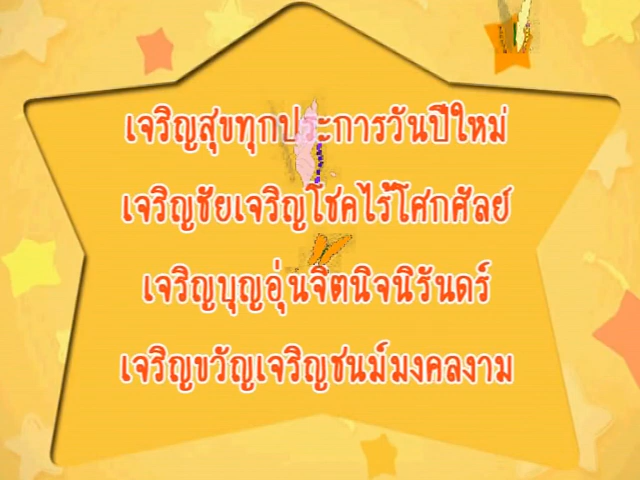 เจริญสุขทุกประการวันปีใหม่
เจริญชัยเจริญโชคไร้โศกศัลย์
เจริญบุญอุ่นจิตนิจนิรันดร์
เจริญขวัญเจริญชนม์มงคลงาม